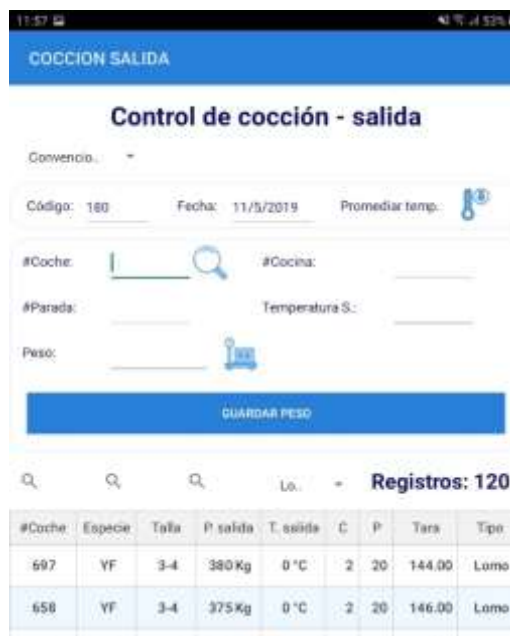 11:57 53%
COCCION SALIDA
Control de cocción - salida
Convencio..
Código: 180 Fecha: 11/5/2019 Promediar temp.
#Coche: #Cocina:
#Parada: Temperatura S.:
Peso:
GUARDAR PESO
Lo.. Registros: 120
#Coche Especie Talla P. salida T. salida C P Tara Tipo
697 YF 3-4 380 Kg 0 °C 2 20 144.00 Lomo
658 YF 3-4 375 Kg 0 °C 2 20 146.00 Lomo